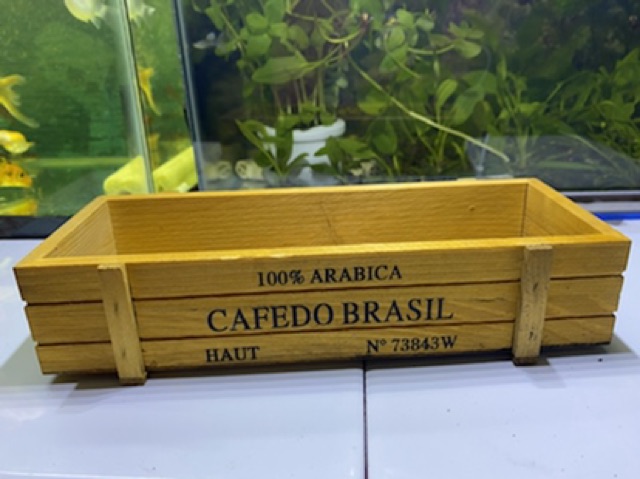 100% ARABICA
CAFEDO BRASIL
HAUT N° 73843W